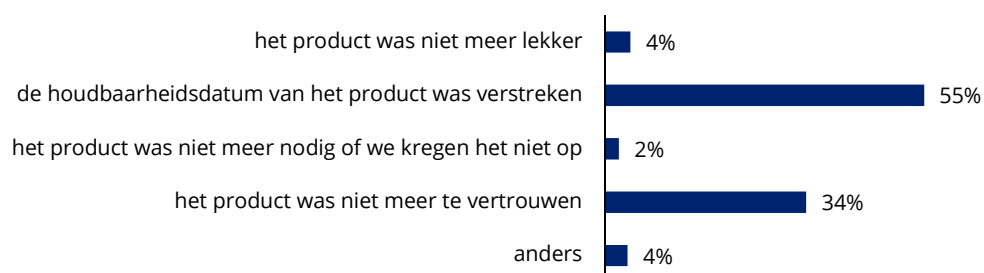 het product was niet meer lekker 4%
de houdbaarheidsdatum van het product was verstreken 55%
het product was niet meer nodig of we kregen het niet op 2%
het product was niet meer te vertrouwen 34%
anders 4%